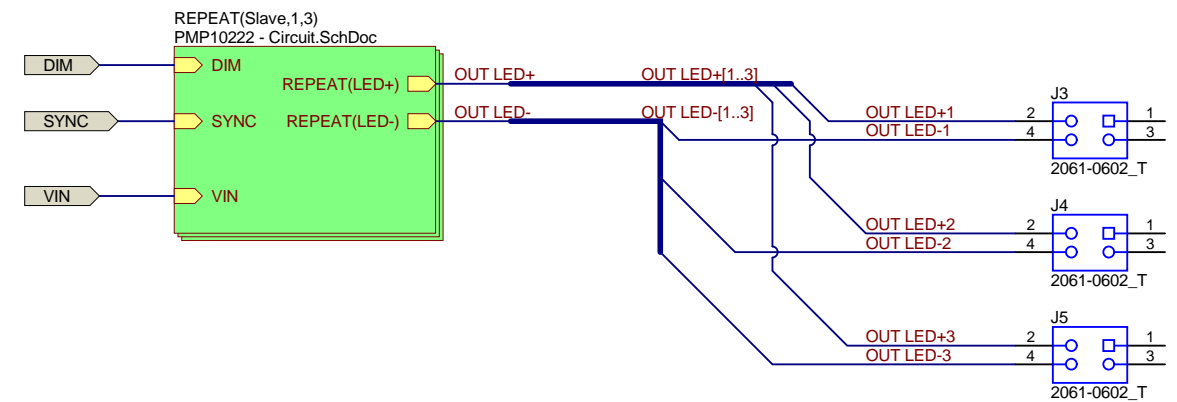 REPEAT(Slave,1,3)
PMP10222 - Circuit.SchDoc
DIM
DIM
REPEAT(LED+)
OUT LED+
OUT LED+[1..3]
SYNC
SYNC
REPEAT(LED-)
OUT LED-
OUT LED-[1..3]
VIN
VIN
J3
OUT LED+1
2
1
OUT LED-1
4
3
2061-0602_T
J4
OUT LED+2
2
1
OUT LED-2
4
3
2061-0602_T
J5
OUT LED+3
2
1
OUT LED-3
4
3
2061-0602_T